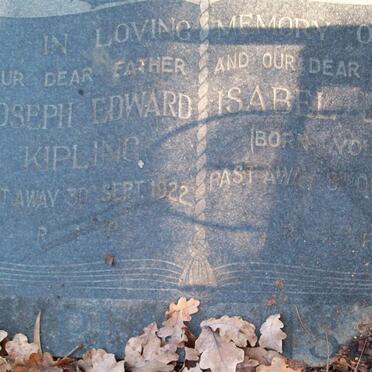 IN LOVING MEMORY O
UR DEAR FATHER AND OUR DEAR
OSEPH EDWARD ISABEL
KIPLING (BORN YO
T AWAY 30 SEPT. 1922 PAST AWAY
R I P R